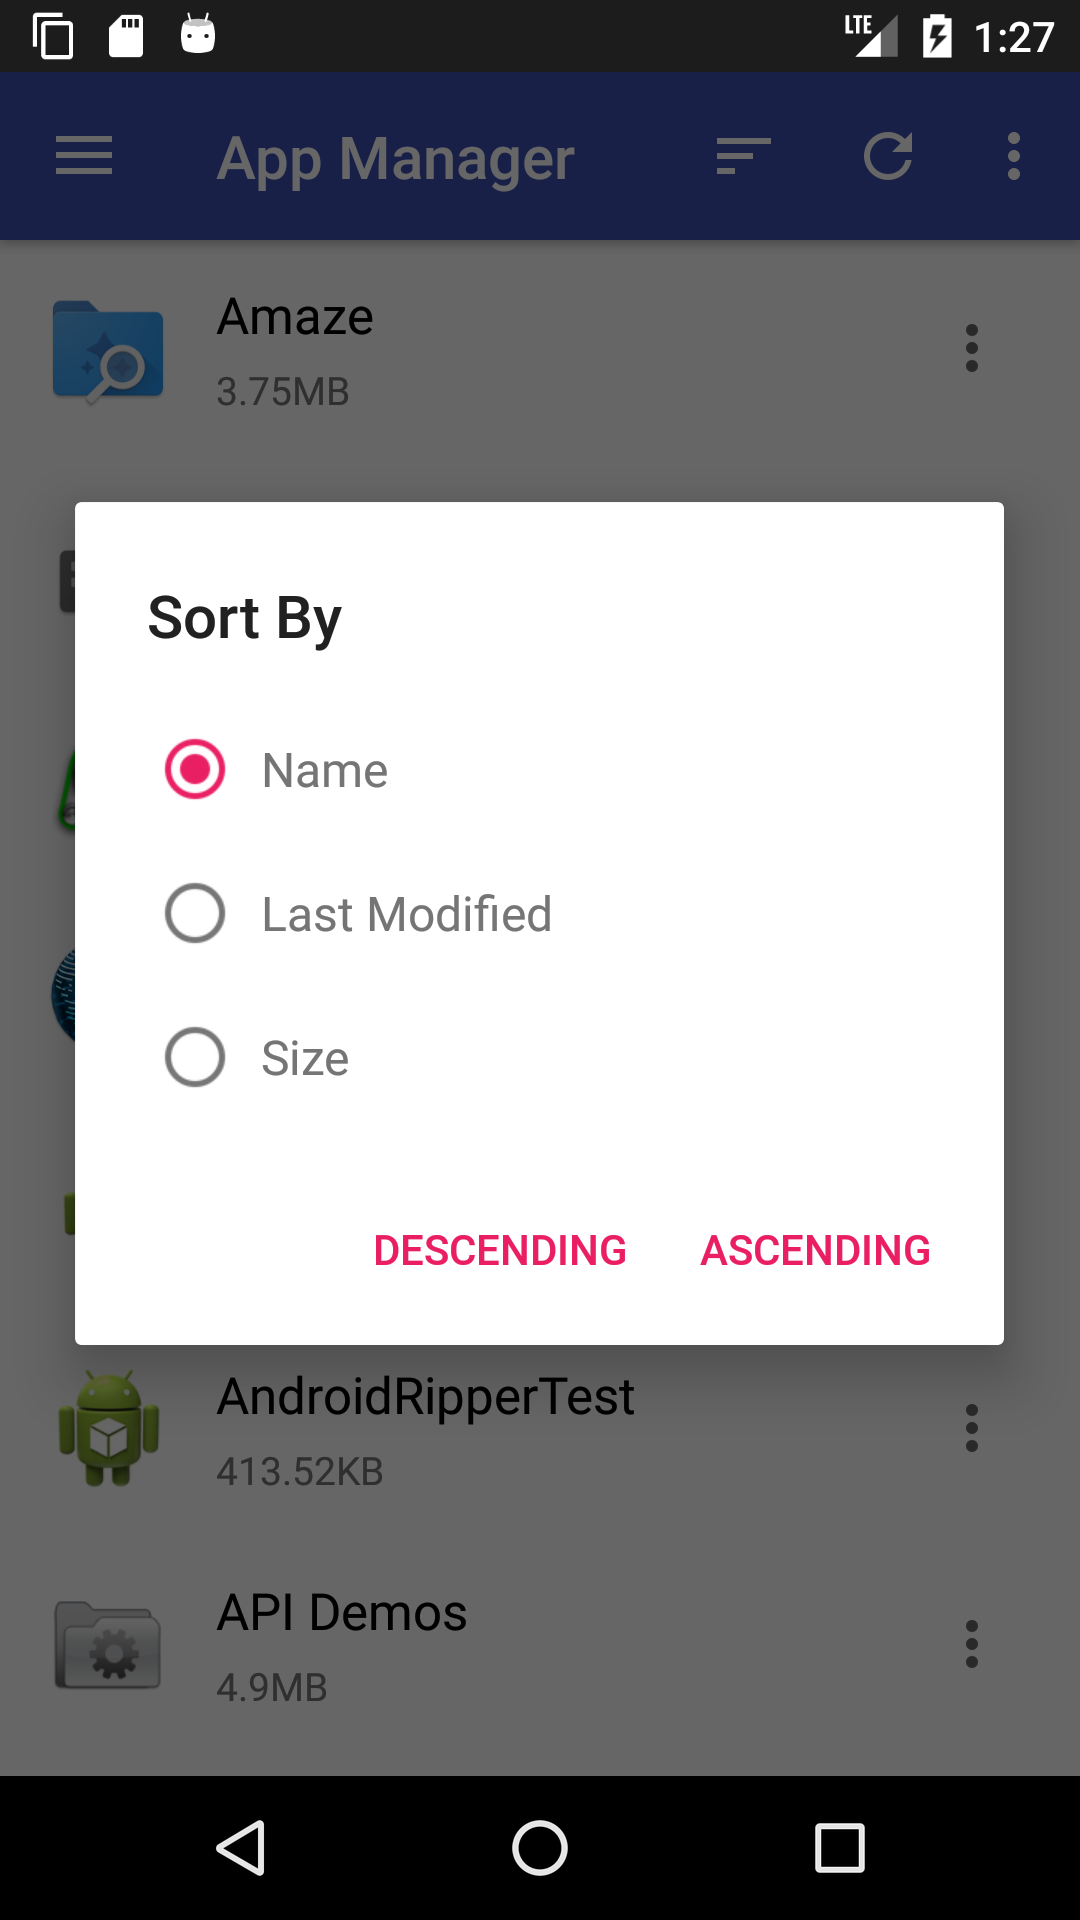 LTE 1:27
App Manager
Amaze
3.75MB
Sort By
Name
Last Modified
Size
DESCENDING ASCENDING
AndroidRipperTest
413.52KB
API Demos
4.9MB